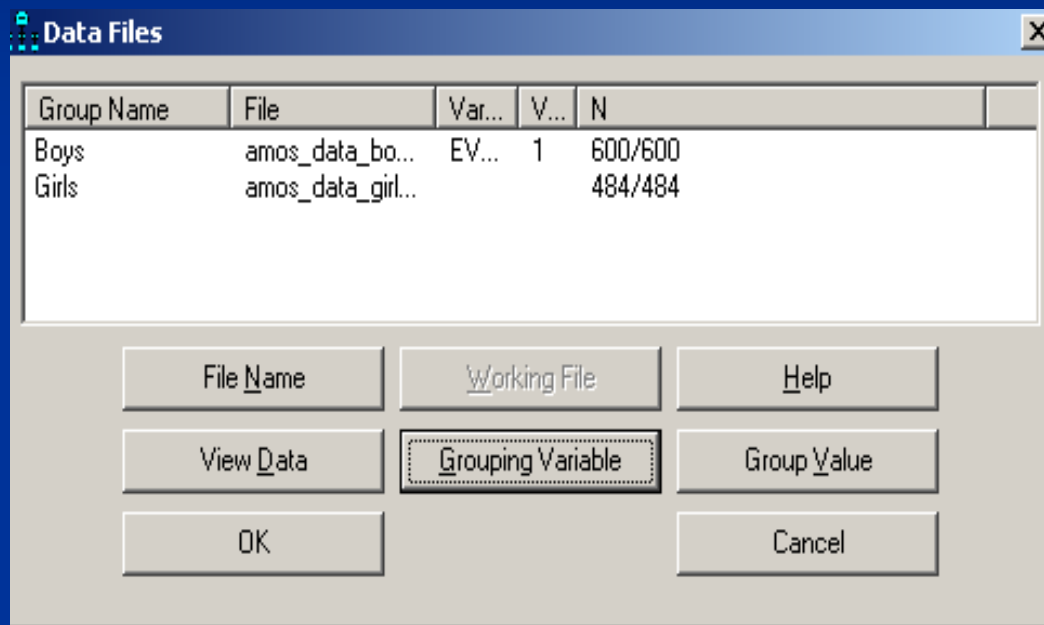 Data Files
Group Name File Var... V... N
Boys amos_data_bo... EV... 1 600/600
Girls amos_data_girl... 484/484
File Name Working File Help
View Data Grouping Variable Group Value
OK Cancel